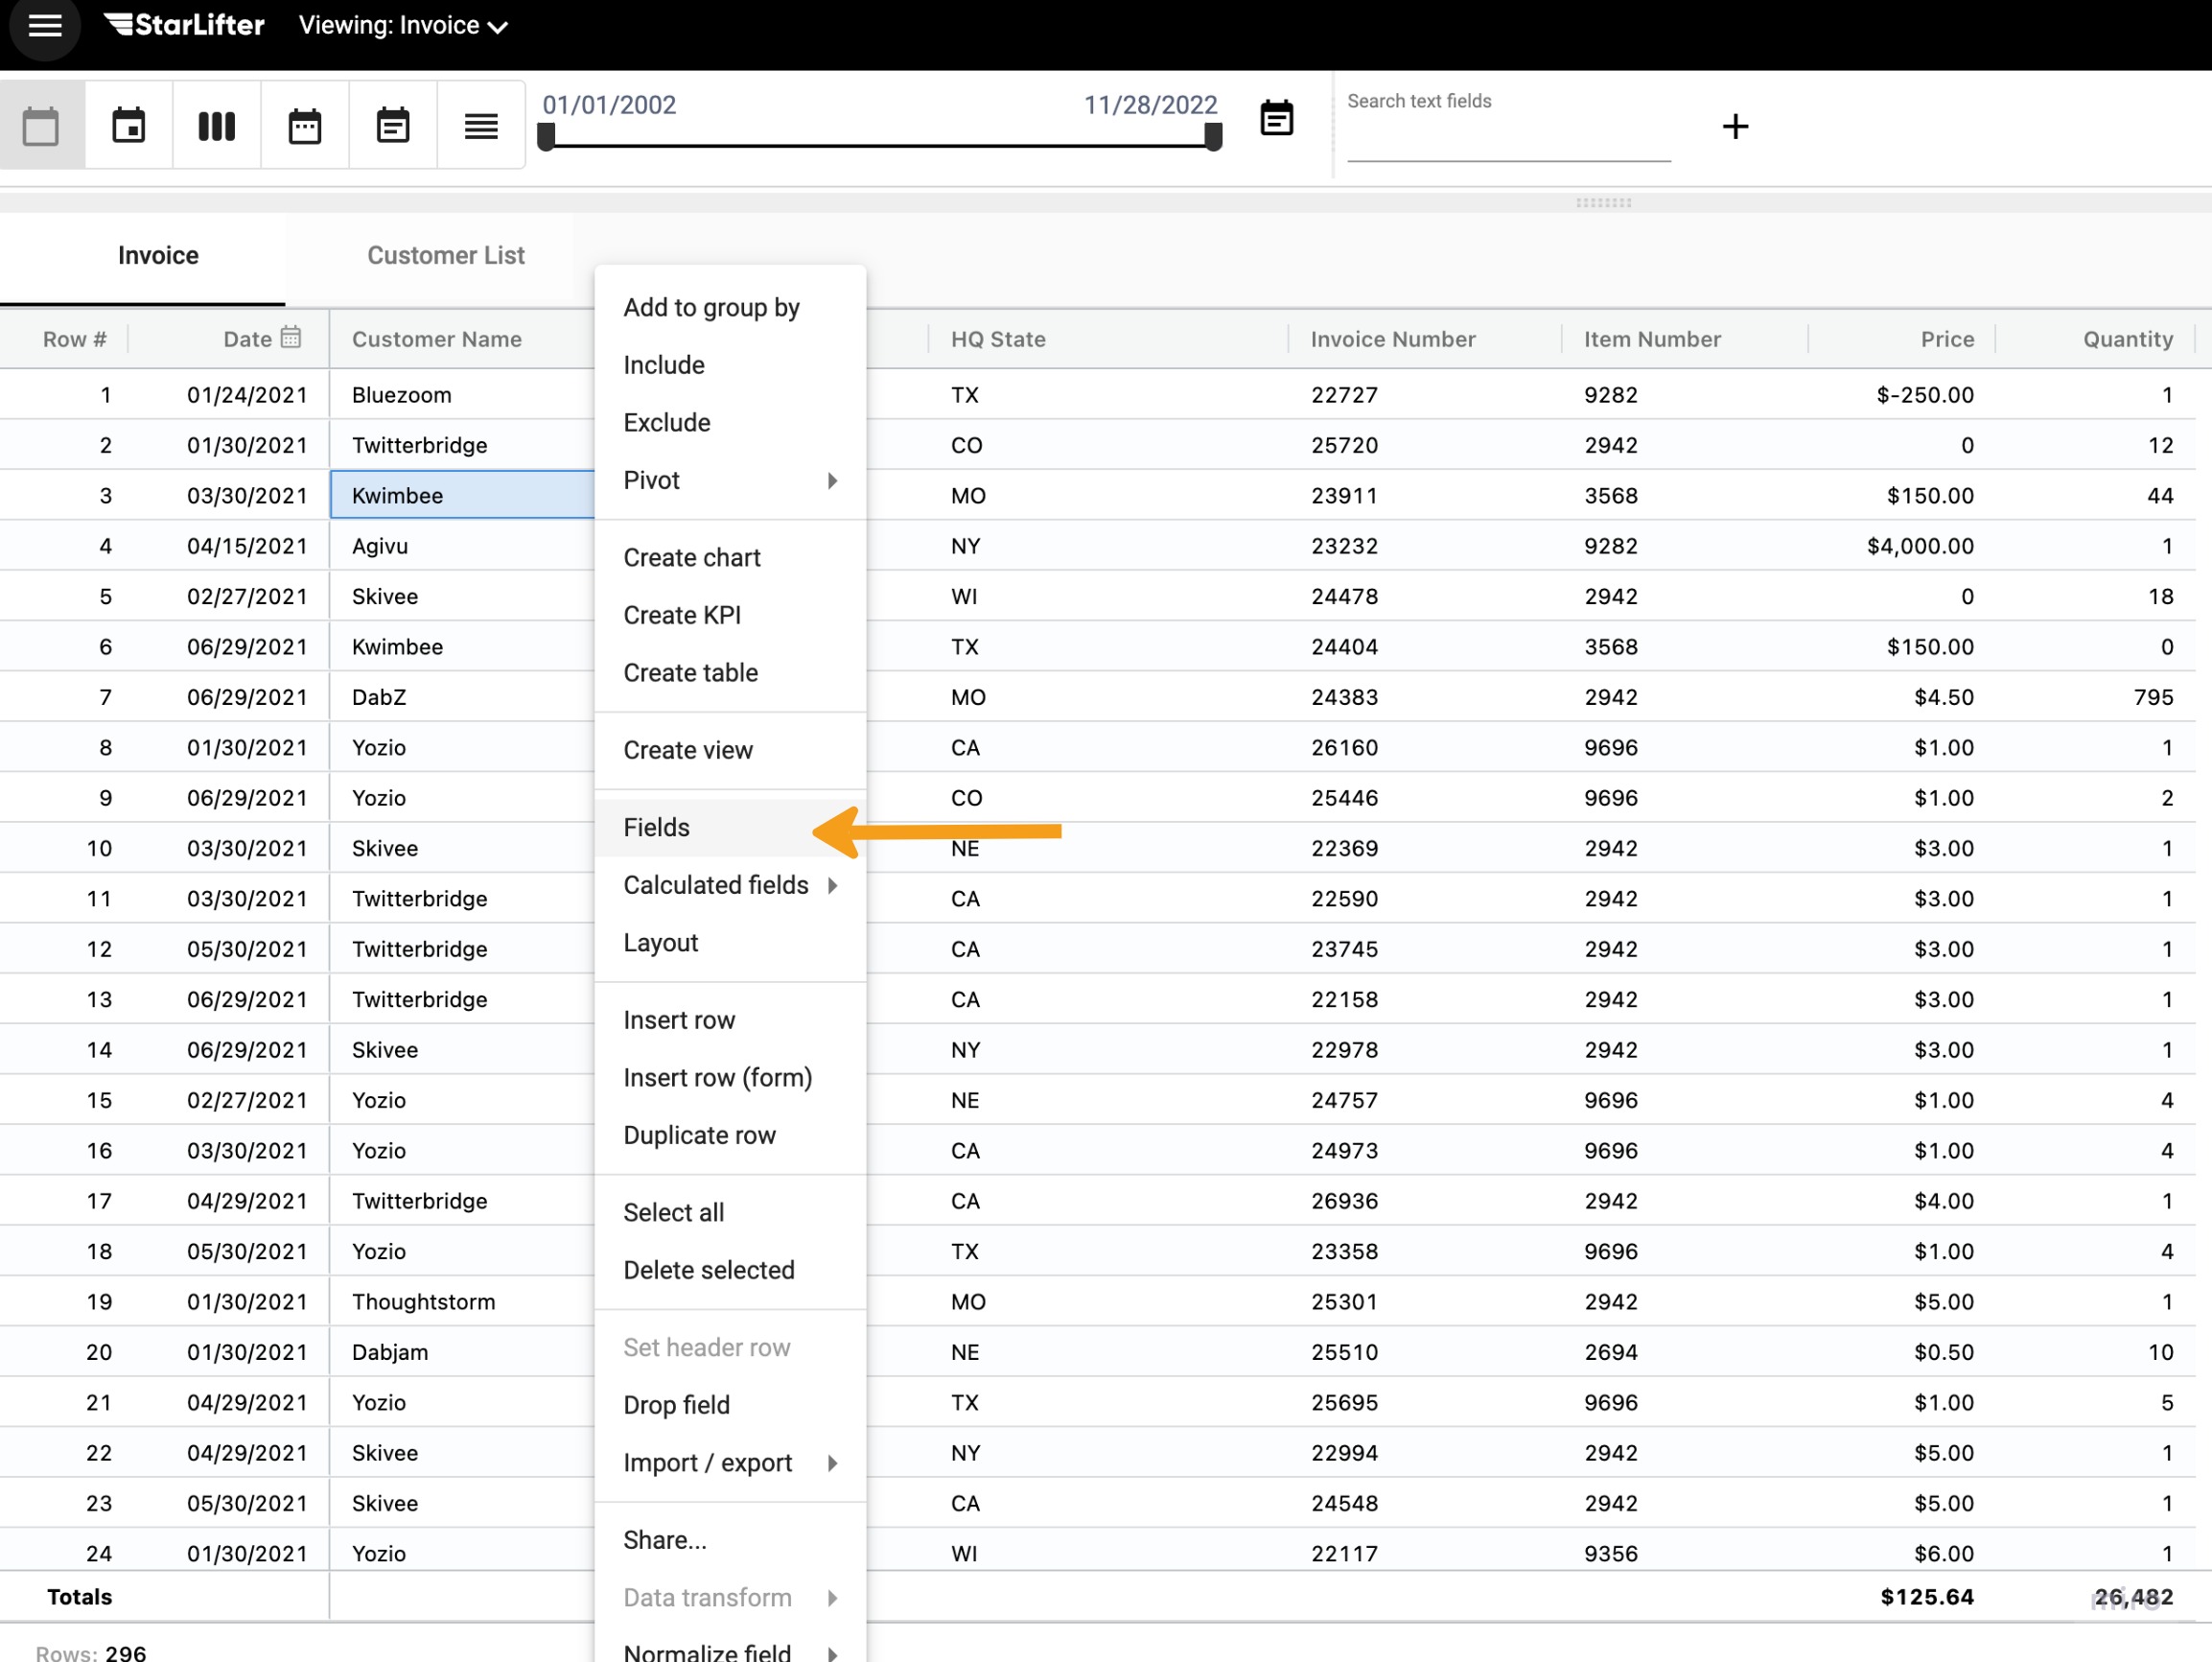 StarLifter Viewing: Invoice
01/01/2002 11/28/2022 Search text fields
Invoice Customer List
Row # Date Customer Name HQ State Invoice Number Item Number Price Quantity
1 01/24/2021 Bluezoom TX 22727 9282 $-250.00 1
2 01/30/2021 Twitterbridge CO 25720 2942 0 12
3 03/30/2021 Kwimbee MO 23911 3568 $150.00 44
4 04/15/2021 Agivu NY 23232 9282 $4,000.00 1
5 02/27/2021 Skivee WI 24478 2942 0 18
6 06/29/2021 Kwimbee TX 24404 3568 $150.00 0
7 06/29/2021 DabZ MO 24383 2942 $4.50 795
8 01/30/2021 Yozio CA 26160 9696 $1.00 1
9 06/29/2021 Yozio CO 25446 9696 $1.00 2
10 03/30/2021 Skivee NE 22369 2942 $3.00 1
11 03/30/2021 Twitterbridge CA 22590 2942 $3.00 1
12 05/30/2021 Twitterbridge CA 23745 2942 $3.00 1
13 06/29/2021 Twitterbridge CA 22158 2942 $3.00 1
14 06/29/2021 Skivee NY 22978 2942 $3.00 1
15 02/27/2021 Yozio NE 24757 9696 $1.00 4
16 03/30/2021 Yozio CA 24973 9696 $1.00 4
17 04/29/2021 Twitterbridge CA 26936 2942 $4.00 1
18 05/30/2021 Yozio TX 23358 9696 $1.00 4
19 01/30/2021 Thoughtstorm MO 25301 2942 $5.00 1
20 01/30/2021 Dabjam NE 25510 2694 $0.50 10
21 04/29/2021 Yozio TX 25695 9696 $1.00 5
22 04/29/2021 Skivee NY 22994 2942 $5.00 1
23 05/30/2021 Skivee CA 24548 2942 $5.00 1
24 01/30/2021 Yozio WI 22117 9356 $6.00 1
Totals $125.64 26,482
miro
Rows: 296
Add to group by
Include
Exclude
Pivot
Create chart
Create KPI
Create table
Create view
Fields
Calculated fields
Layout
Insert row
Insert row (form)
Duplicate row
Select all
Delete selected
Set header row
Drop field
Import / export
Share...
Data transform
Normalize field